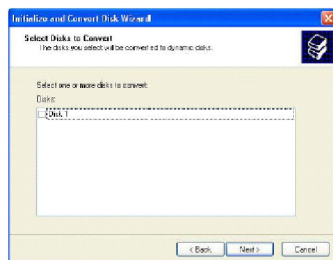 Initialize and Convert Disk Wizard
Select Disks to Convert
The disks you select will be converted to dynamic disks.
Select one or more disks to convert:
Disks:
Disk 1
< Back
Next >
Cancel